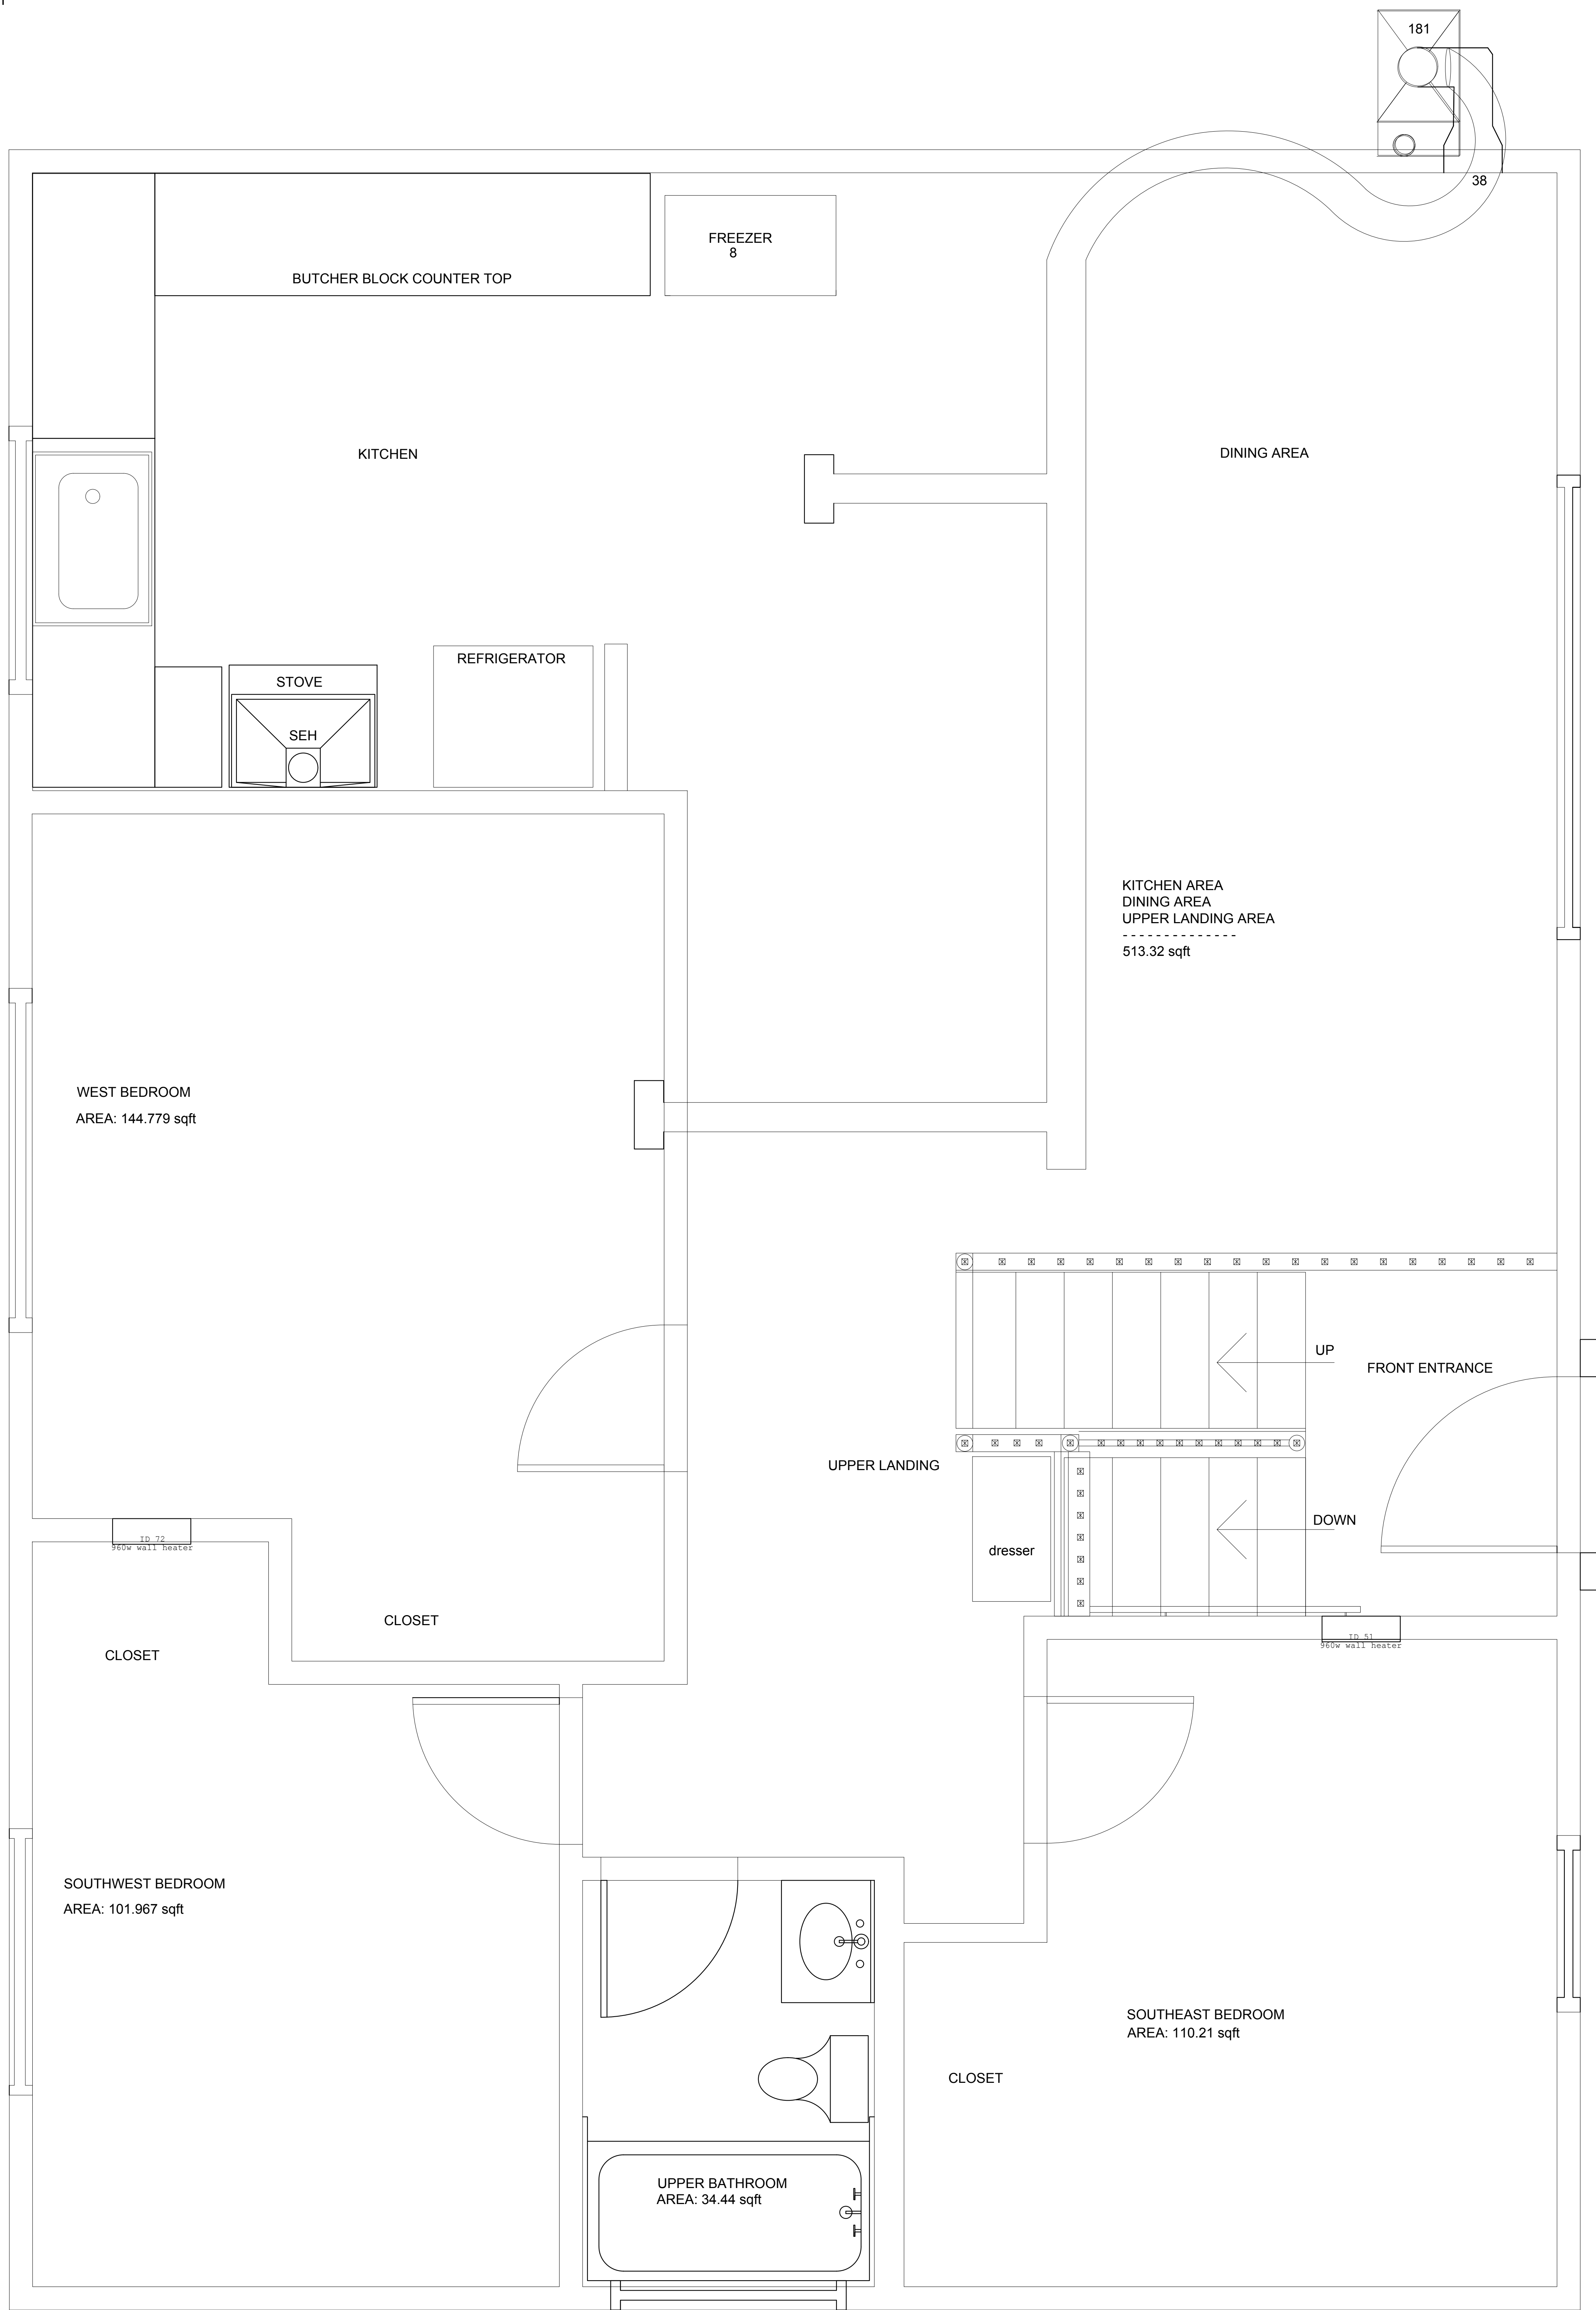 181
38
FREEZER
8
BUTCHER BLOCK COUNTER TOP
KITCHEN
DINING AREA
REFRIGERATOR
STOVE
SEH
KITCHEN AREA
DINING AREA
UPPER LANDING AREA
- - - - - - - - - - - - - -
513.32 sqft
WEST BEDROOM
AREA: 144.779 sqft
UP
FRONT ENTRANCE
UPPER LANDING
DOWN
dresser
ID 72
960w wall heater
CLOSET
CLOSET
ID 51
960w wall heater
SOUTHWEST BEDROOM
AREA: 101.967 sqft
SOUTHEAST BEDROOM
AREA: 110.21 sqft
CLOSET
UPPER BATHROOM
AREA: 34.44 sqft